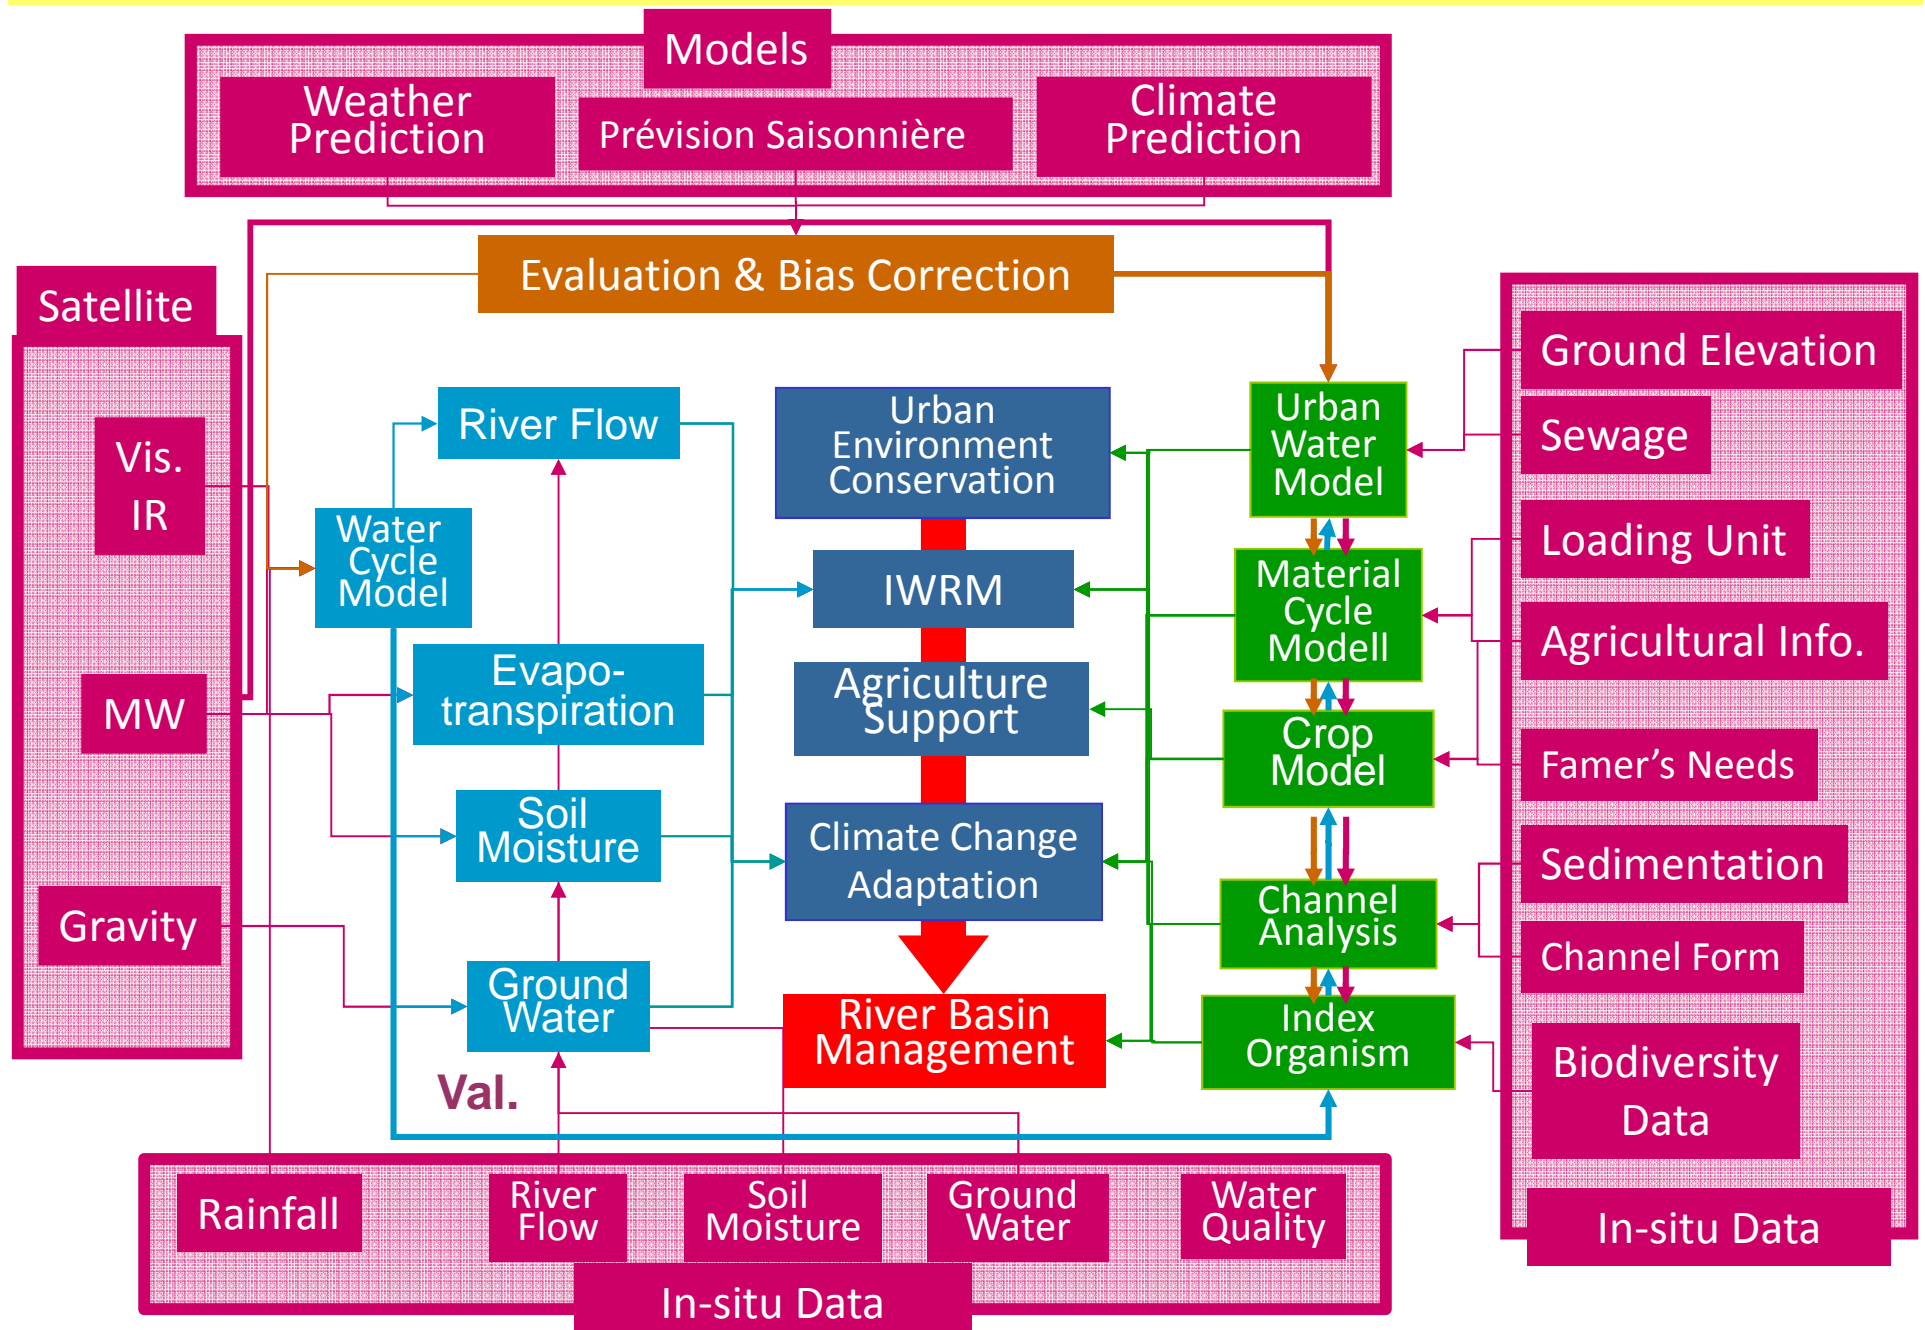 Models
Weather
Prediction
Prévision Saisonnière
Climate
Prediction
Evaluation & Bias Correction
Satellite
Vis.
IR
MW
Gravity
River Flow
Water
Cycle
Model
Evapo-
transpiration
Soil
Moisture
Ground
Water
Val.
Urban
Environment
Conservation
IWRM
Agriculture
Support
Climate Change
Adaptation
River Basin
Management
Urban
Water
Model
Material
Cycle
Modell
Crop
Model
Channel
Analysis
Index
Organism
Ground Elevation
Sewage
Loading Unit
Agricultural Info.
Famer's Needs
Sedimentation
Channel Form
Biodiversity
Data
In-situ Data
Rainfall
River
Flow
Soil
Moisture
Ground
Water
Water
Quality
In-situ Data